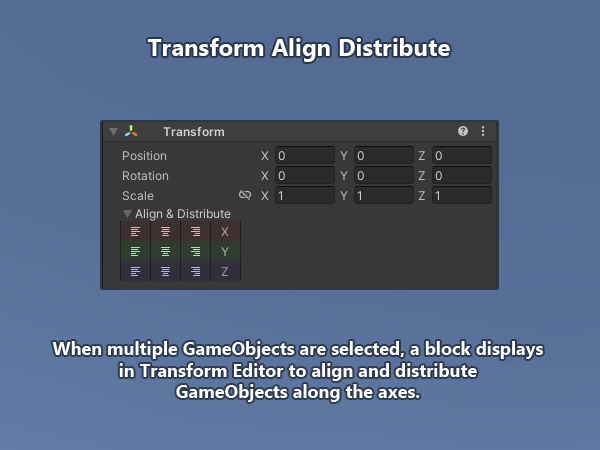 Transform Align Distribute
Transform
Position X 0 Y 0 Z 0
Rotation X 0 Y 0 Z 0
Scale X 1 Y 1 Z 1
Align & Distribute
X
Y
Z
When multiple GameObjects are selected, a block displays
in Transform Editor to align and distribute
GameObjects along the axes.